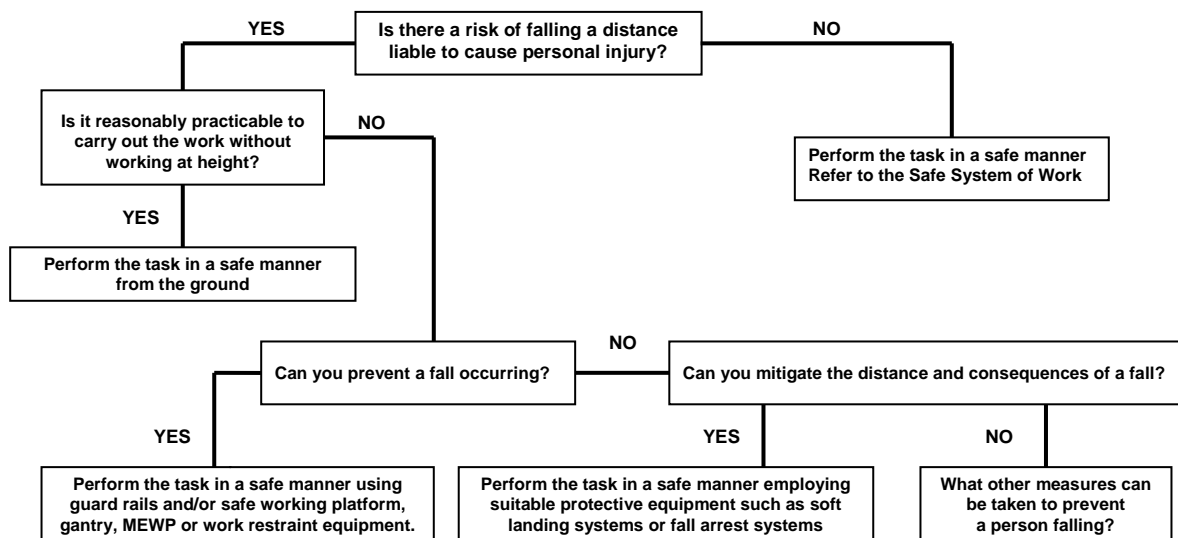 YES
Is there a risk of falling a distance
liable to cause personal injury?
NO
Is it reasonably practicable to
carry out the work without
working at height?
NO
Perform the task in a safe manner
Refer to the Safe System of Work
YES
Perform the task in a safe manner
from the ground
Can you prevent a fall occurring?
NO
Can you mitigate the distance and consequences of a fall?
YES
YES
NO
Perform the task in a safe manner using
guard rails and/or safe working platform,
gantry, MEWP or work restraint equipment.
Perform the task in a safe manner employing
suitable protective equipment such as soft
landing systems or fall arrest systems
What other measures can
be taken to prevent
a person falling?